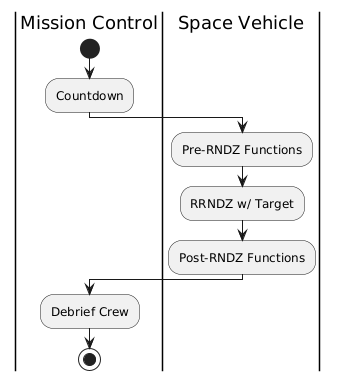 Mission Control
Space Vehicle
Countdown
Pre-RNDZ Functions
RRNDZ w/ Target
Post-RNDZ Functions
Debrief Crew